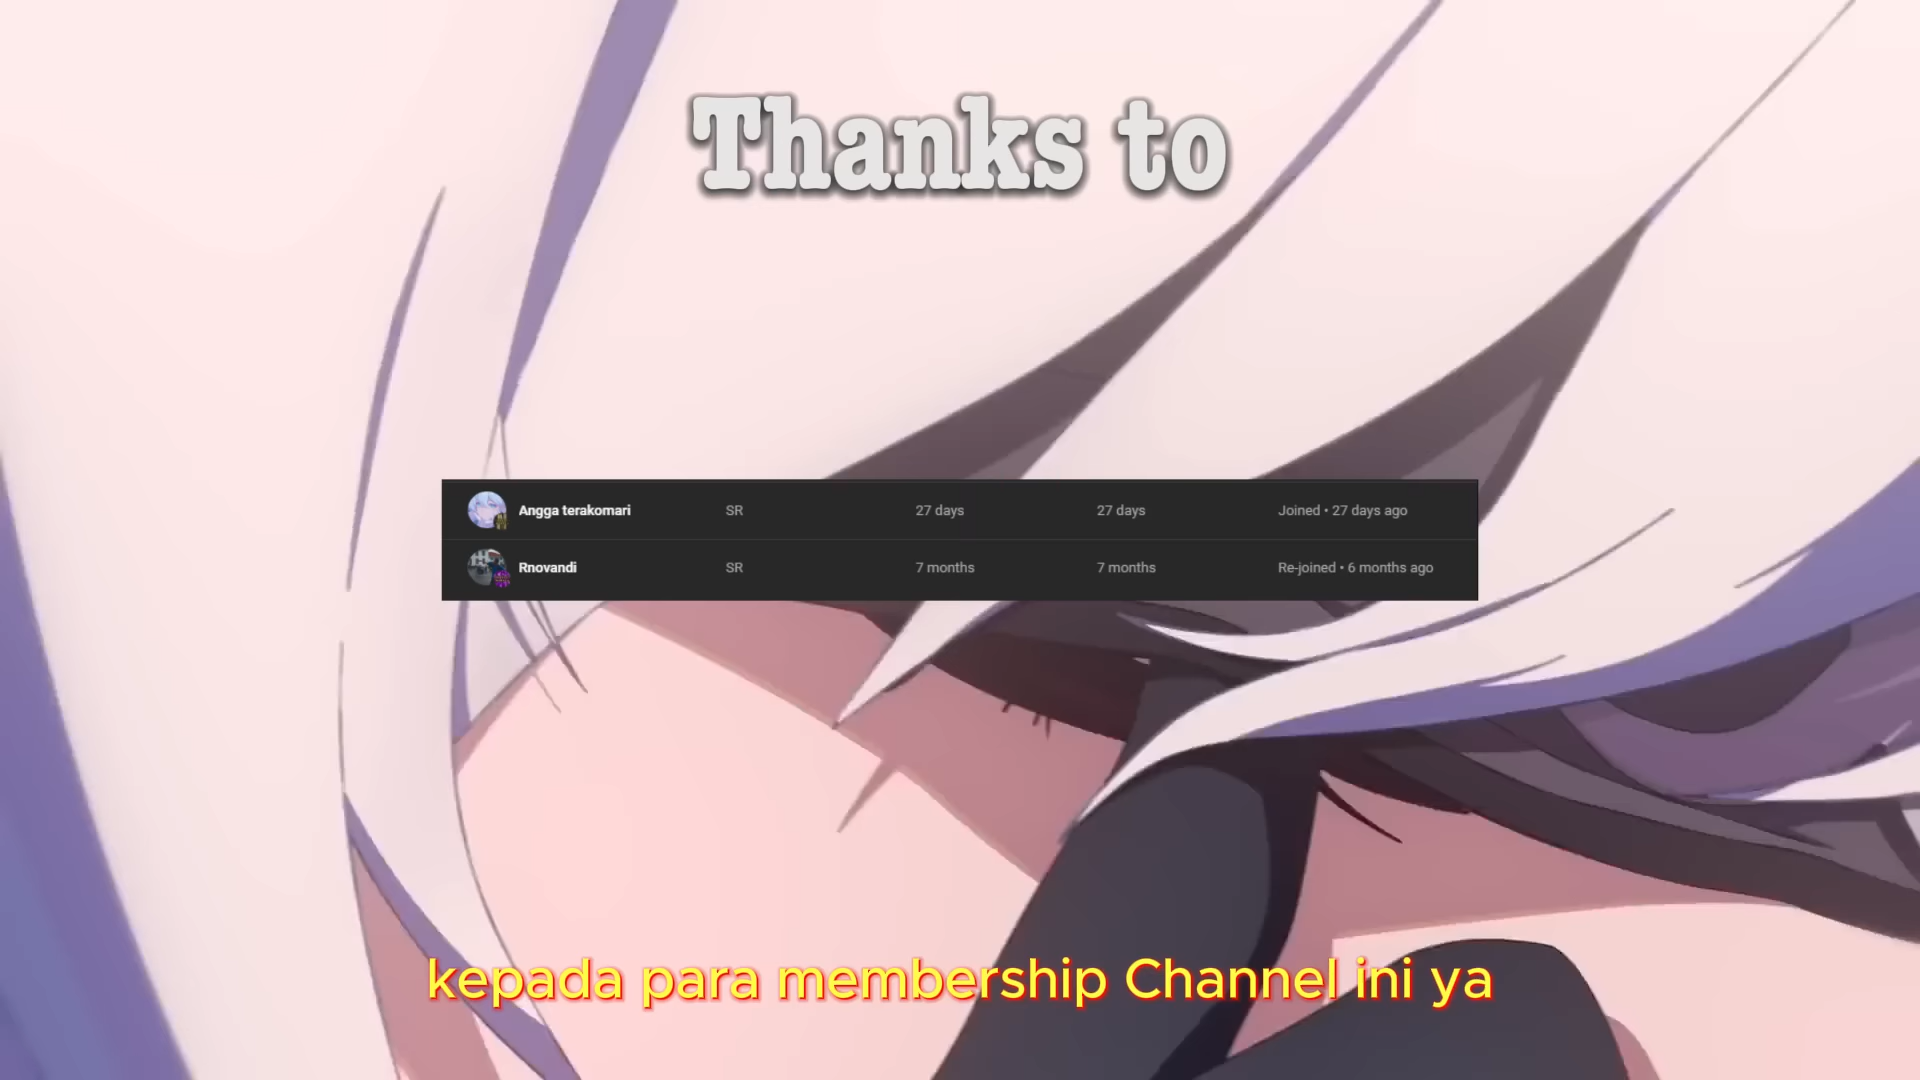 Thanks to
Angga terakomari SR 27 days 27 days Joined • 27 days ago
Rnovandi SR 7 months 7 months Re-joined • 6 months ago
kepada para membership Channel ini ya